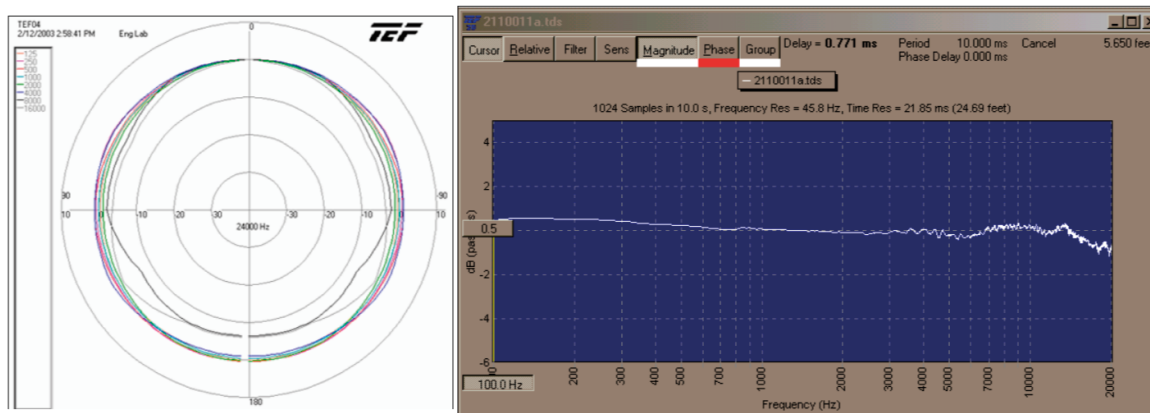 TEF04
2/12/2003 2:58:41 PM Eng Lab
TEF
125
250
500
1000
2000
4000
8000
16000
0
90
-90
10 0 -10 -20 -30 -30 -20 -10 0 10
24000 Hz
180
2110011a.tds
Cursor Relative Filter Sens Magnitude Phase Group Delay = 0.771 ms Period 10.000 ms Cancel 5.650 feet
Phase Delay 0.000 ms
2110011a.tds
1024 Samples in 10.0 s, Frequency Res = 45.8 Hz, Time Res = 21.85 ms (24.69 feet)
4
2
0.5
-2
-4
-6
100.0 Hz
200 300 400 500 700 1000 2000 3000 4000 5000 7000 10000 20000
Frequency (Hz)